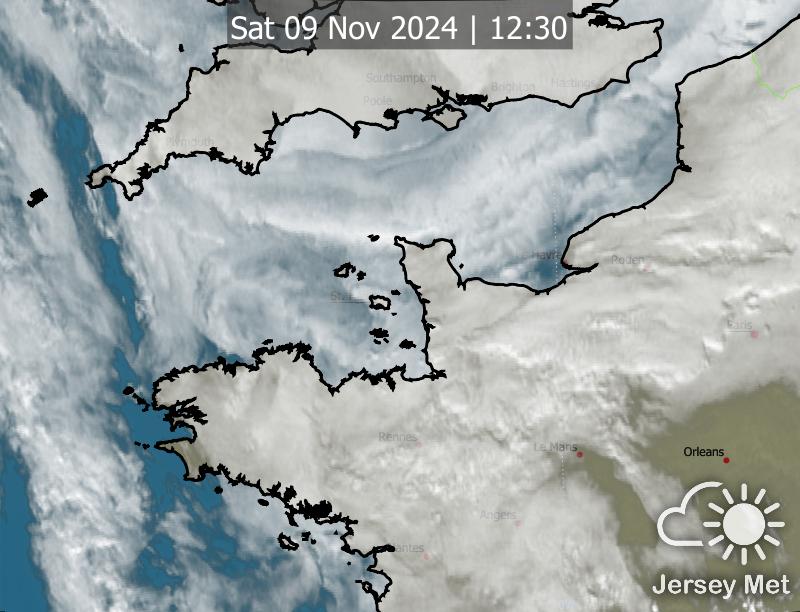 Sat 09 Nov 2024 | 12:30
Southampton
Brighton
Hastings
Poole
Plymouth
Havre
Rouen
Paris
Rennes
Le Mans
Orleans
Angers
Nantes
Jersey Met